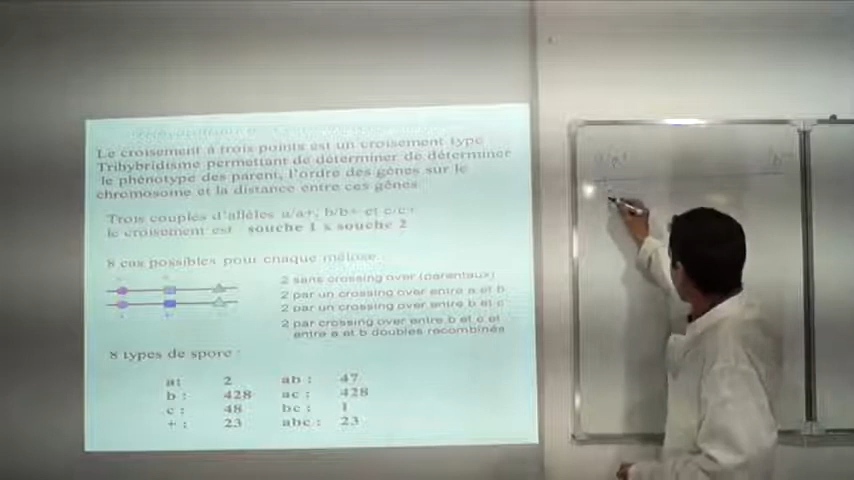 Le croisement à trois points est un croisement type
Trihybridisme permettant de déterminer de déterminer
le phénotype des parent, l'ordre des gènes sur le
chromosome et la distance entre ces gènes
Trois couples d'allèles a/a+, b/b+ et c/c+
le croisement est souche 1 x souche 2
8 cas possibles pour chaque méiose.
2 sans crossing over (parentaux)
2 par un crossing over entre a et b
2 par un crossing over entre b et c
2 par crossing over entre b et c et
entre a et b doubles recombinés
8 types de spore :
a: 2 ab : 47
b : 428 ac : 428
c : 48 bc : 1
+ : 23 abc : 23